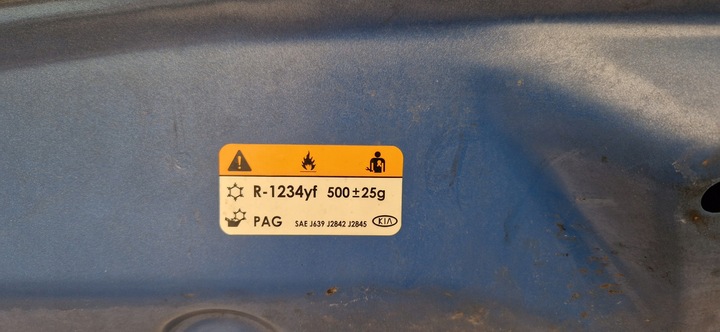 R-1234yf 500±25g
PAG SAE J639 J2842 J2845 KIA